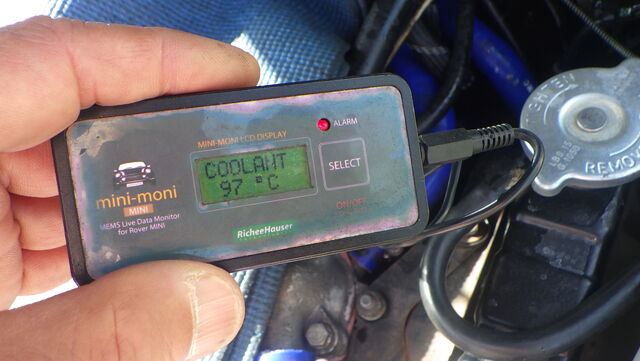 MINI-MONI LCD DISPLAY
ALARM
COOLANT
97 °C
SELECT
mini-moni
MINI
MEMS Live Data Monitor
for Rover MINI
ON/OFF
RicheeHauser
REMOVE